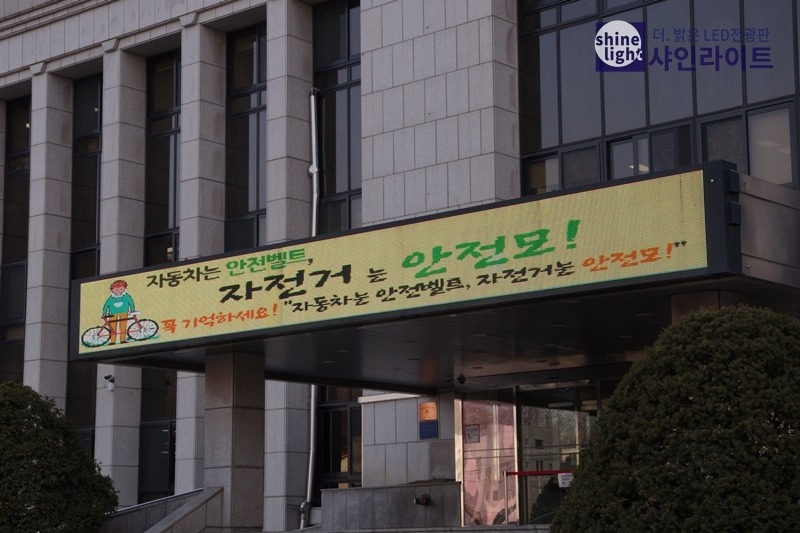 shine
light
더. 밝은 LED전광판
샤인라이트
자동차는 안전벨트,
자전거 는 안전모!
꼭 기억하세요! "자동차는 안전벨트, 자전거는 안전모!"